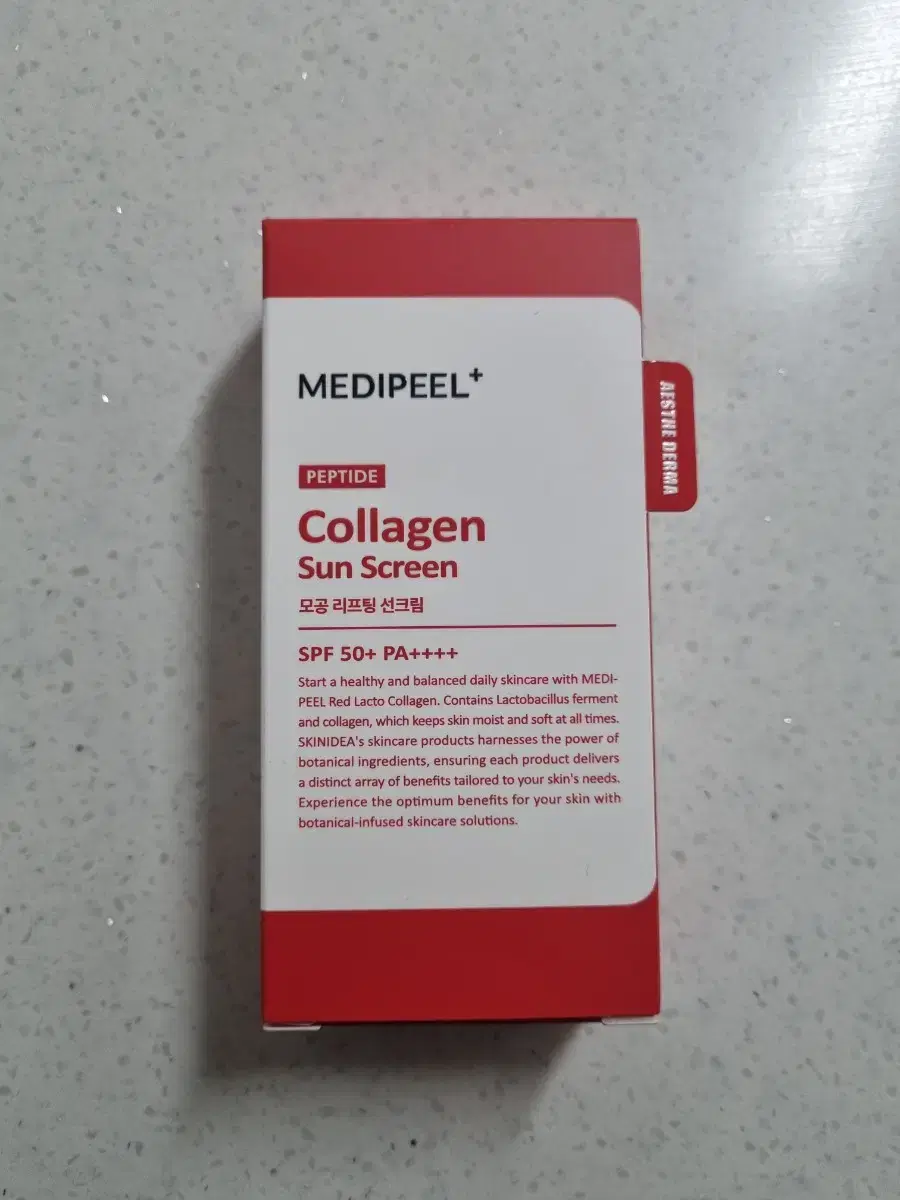 MEDIPEEL+
AESTHE DERMA
PEPTIDE
Collagen
Sun Screen
모공 리프팅 선크림
SPF 50+ PA++++
Start a healthy and balanced daily skincare with MEDI-
PEEL Red Lacto Collagen. Contains Lactobacillus ferment
and collagen, which keeps skin moist and soft at all times.
SKINIDEA's skincare products harnesses the power of
botanical ingredients, ensuring each product delivers
a distinct array of benefits tailored to your skin's needs.
Experience the optimum benefits for your skin with
botanical-infused skincare solutions.